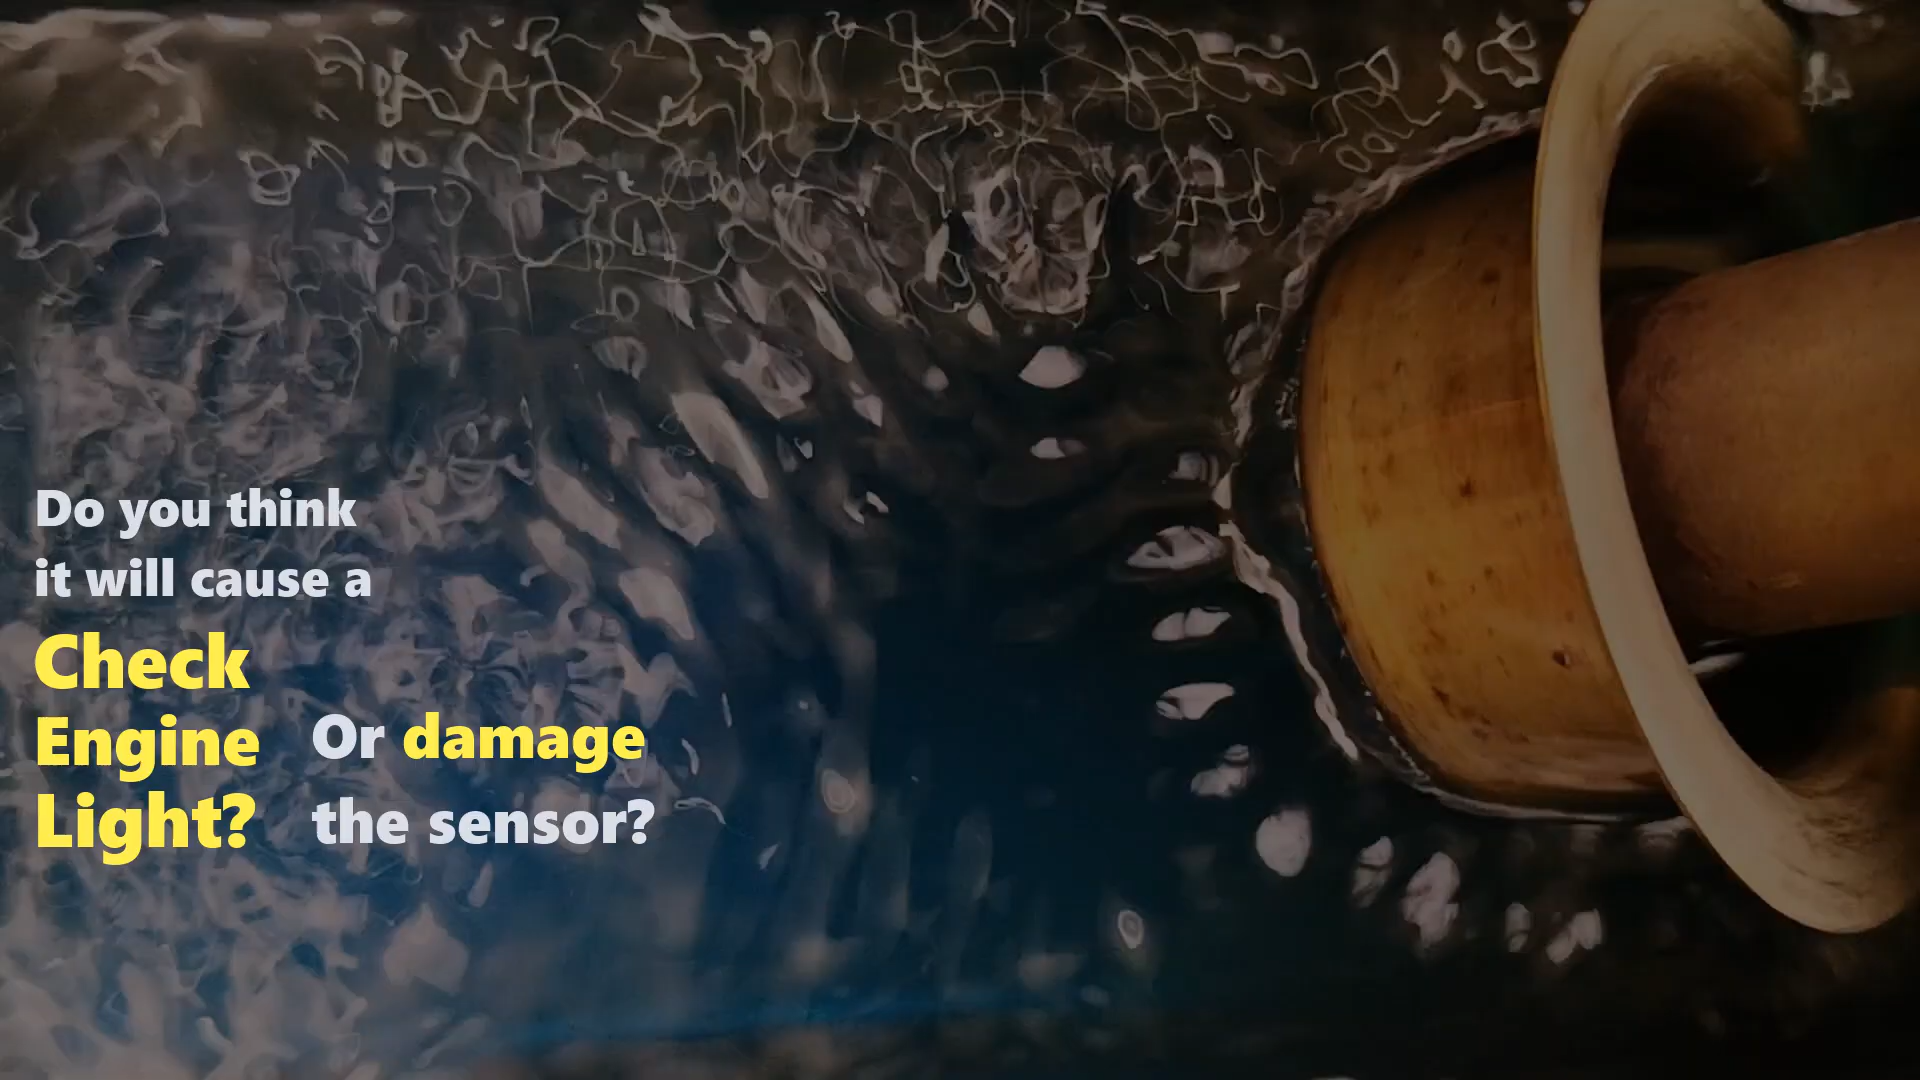 Do you think
it will cause a
Check
Engine
Light?
Or damage
the sensor?